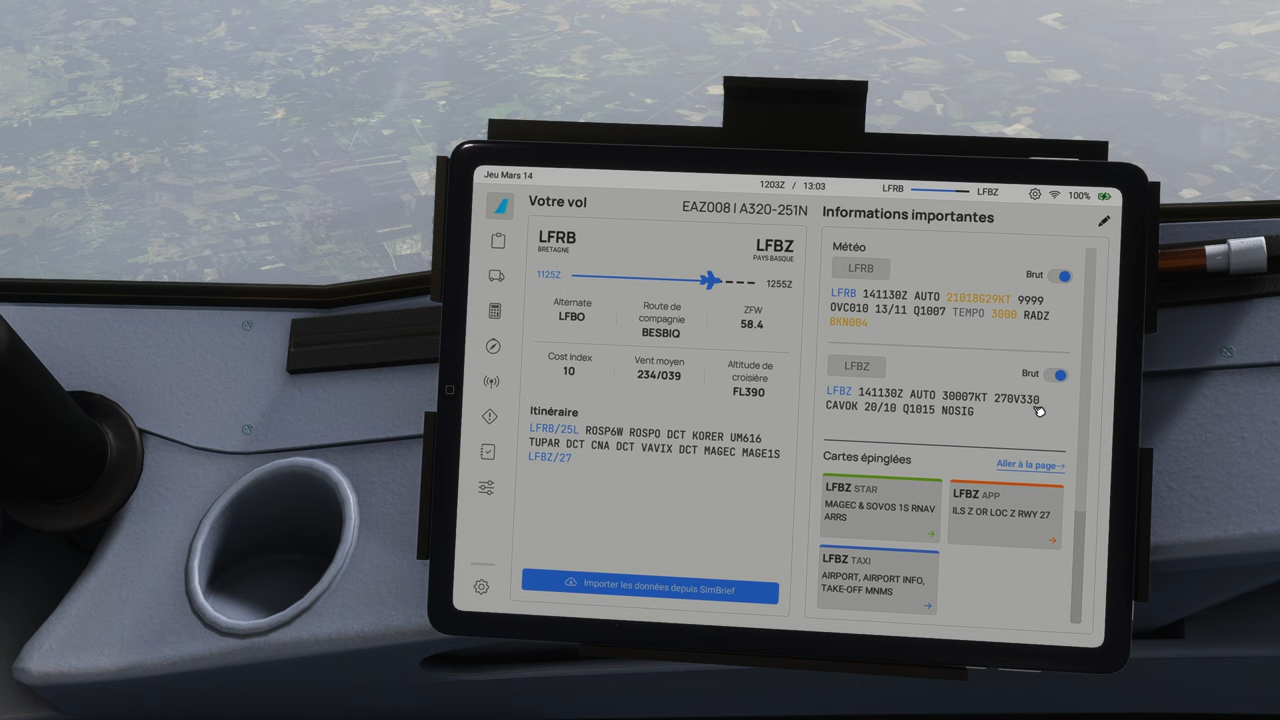 Jeu Mars 14
1203Z / 13:03
LFRB
LFBZ
100%
Votre vol
EAZ008 | A320-251N
LFRB
BRETAGNE
LFBZ
PAYS BASQUE
1125Z
1255Z
Alternate
LFBO
Route de
compagnie
BESBIQ
ZFW
58.4
Cost Index
10
Vent moyen
234/039
Altitude de
croisière
FL390
Itinéraire
LFRB/25L ROSP6W ROSPO DCT KORER UM616
TUPAR DCT CNA DCT VAVIX DCT MAGEC MAGE1S
LFBZ/27
Importer les données depuis SimBrief
Informations importantes
Météo
LFRB
Brut
LFRB 141130Z AUTO 21018G29KT 9999
OVC010 13/11 Q1007 TEMPO 3000 RADZ
BKN004
LFBZ
Brut
LFBZ 141130Z AUTO 30007KT 270V330
CAVOK 20/10 Q1015 NOSIG
Cartes épinglées
Aller à la page→
LFBZ STAR
MAGEC & SOVOS 1S RNAV
ARRS
LFBZ APP
ILS Z OR LOC Z RWY 27
LFBZ TAXI
AIRPORT, AIRPORT INFO,
TAKE-OFF MNMS